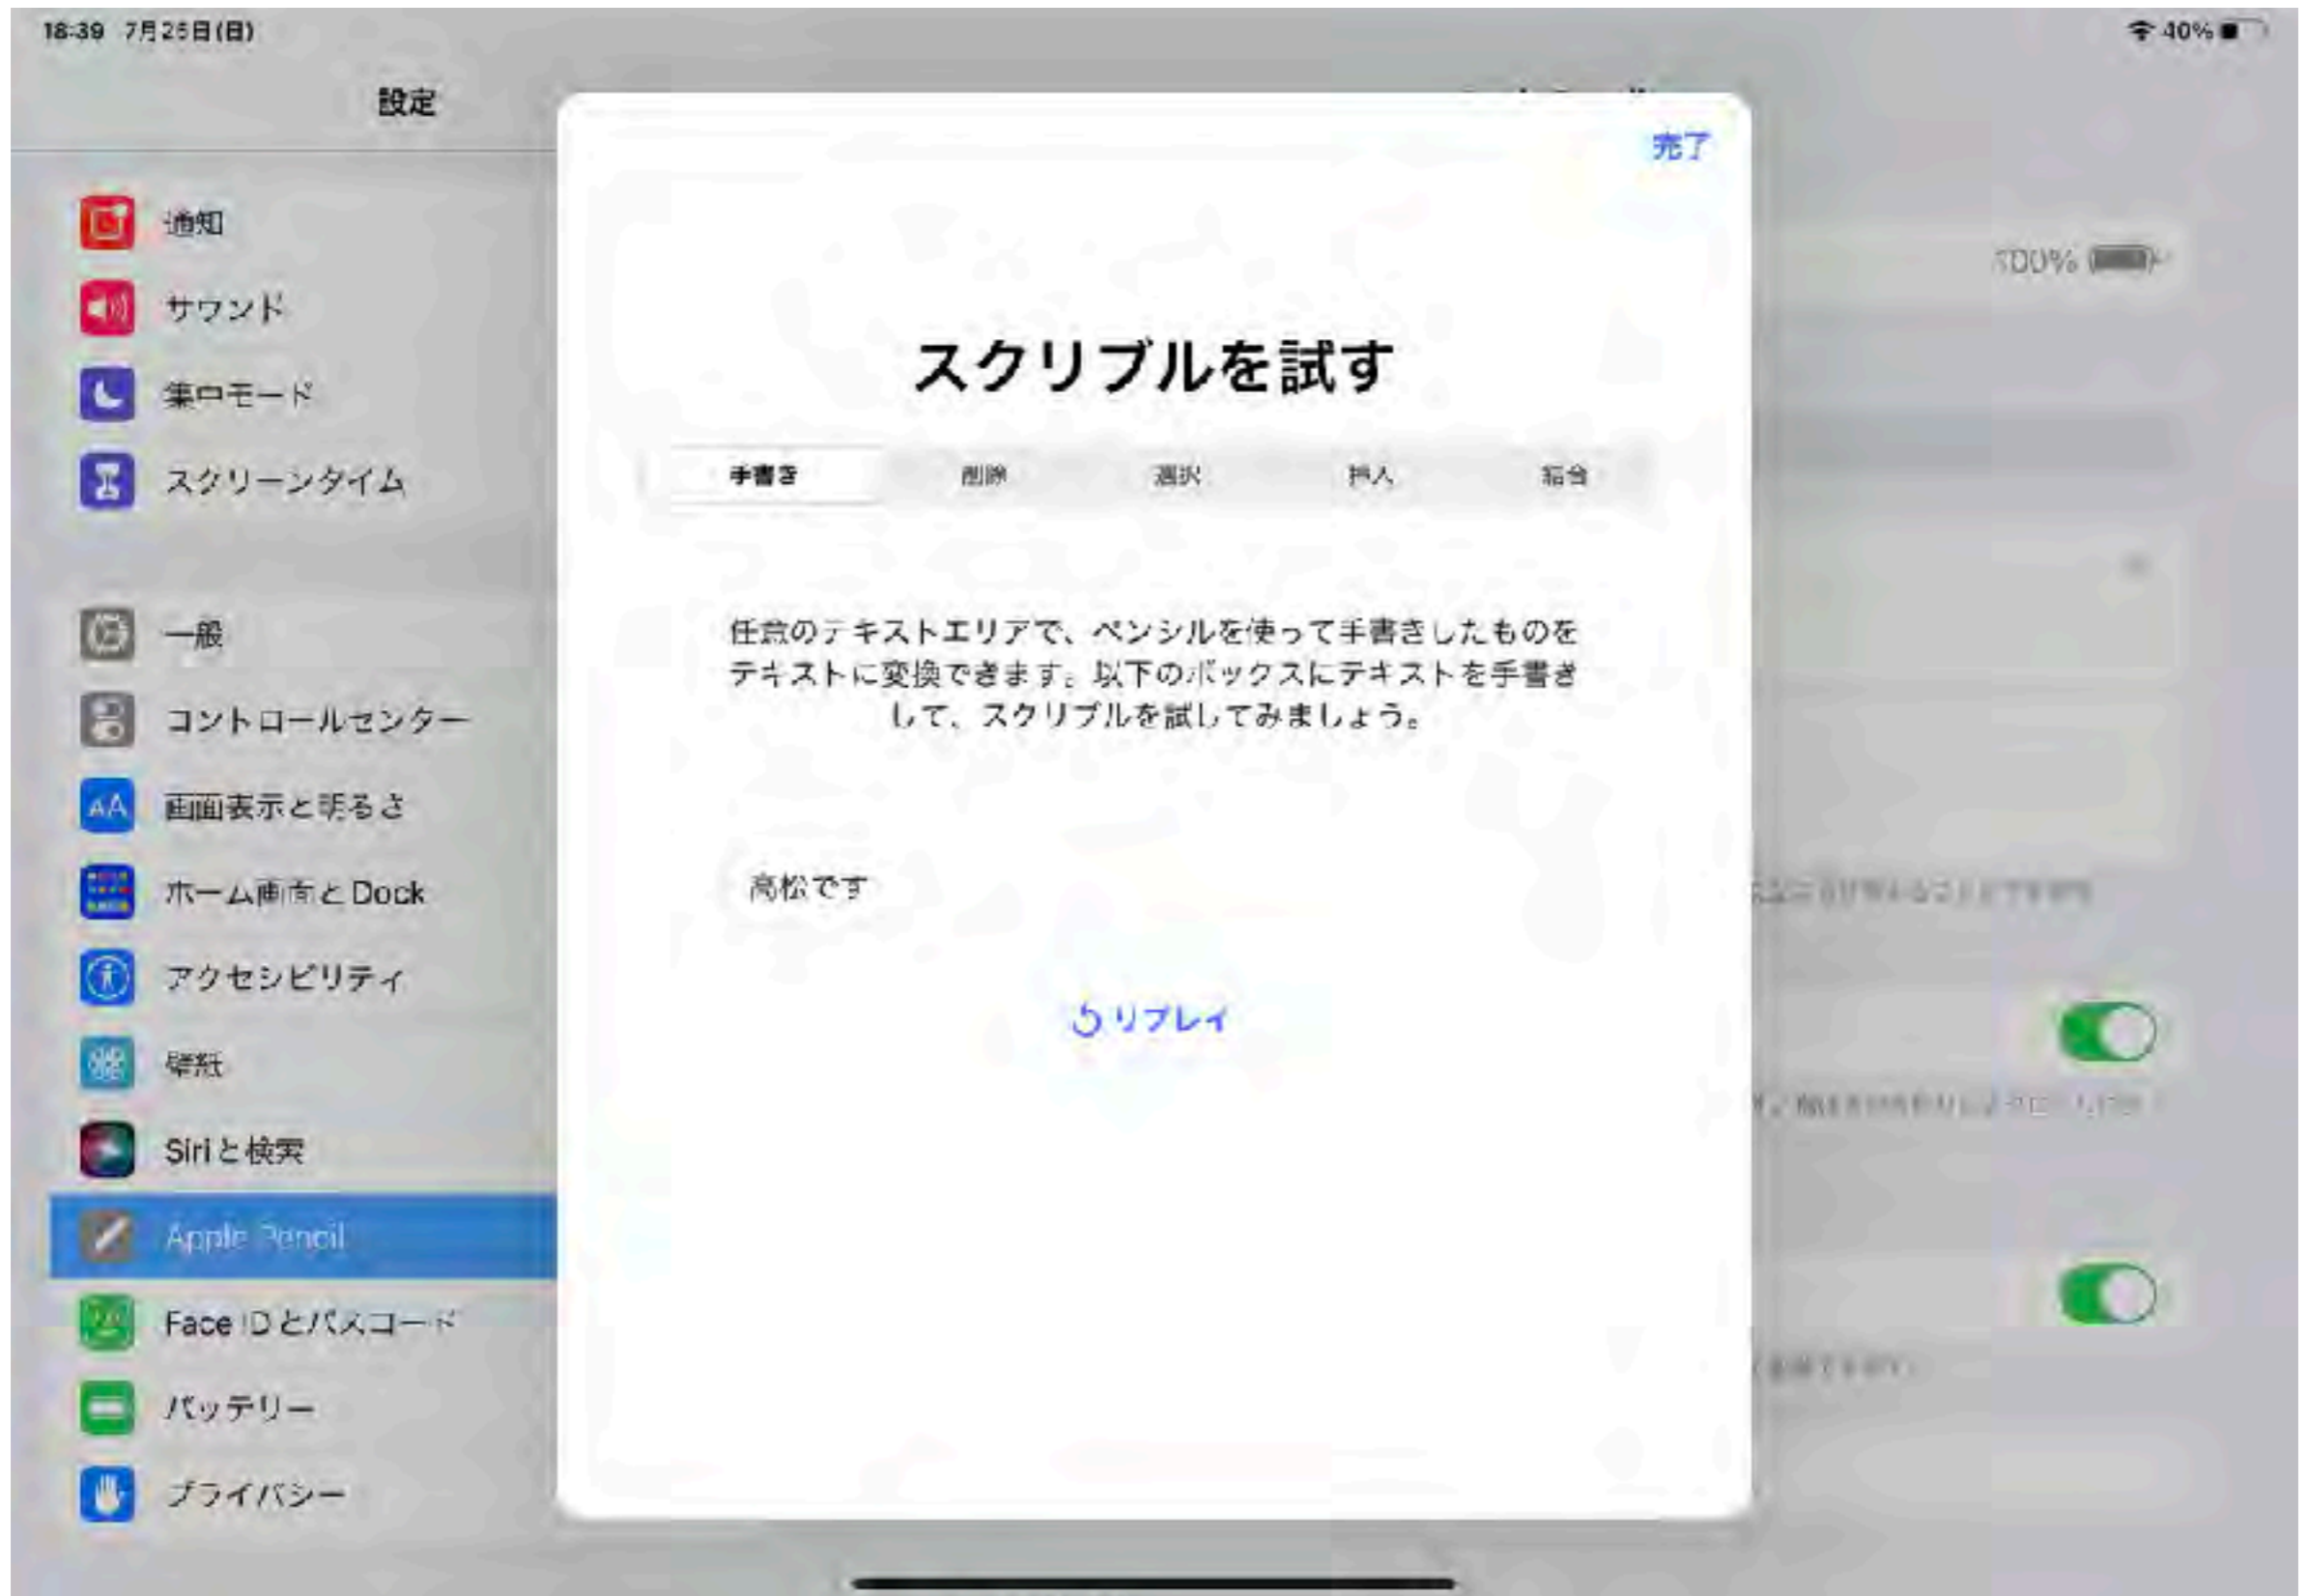 18:39 7月25日(日)
40%
設定
通知
サウンド
集中モード
スクリーンタイム
一般
コントロールセンター
画面表示と明るさ
ホーム画面とDock
アクセシビリティ
壁紙
Siriと検索
Apple Pencil
Face IDとパスコード
バッテリー
プライバシー
完了
スクリブルを試す
手書き 削除 選択 挿入 結合
任意のテキストエリアで、ペンシルを使って手書きしたものを
テキストに変換できます。以下のボックスにテキストを手書き
して、スクリブルを試してみましょう。
高松です
リプレイ
100%